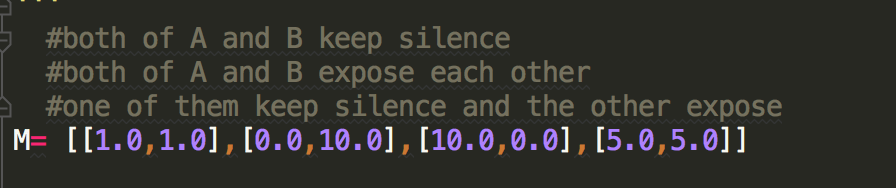 '''
#both of A and B keep silence
#both of A and B expose each other
#one of them keep silence and the other expose
M= [[1.0,1.0],[0.0,10.0],[10.0,0.0],[5.0,5.0]]